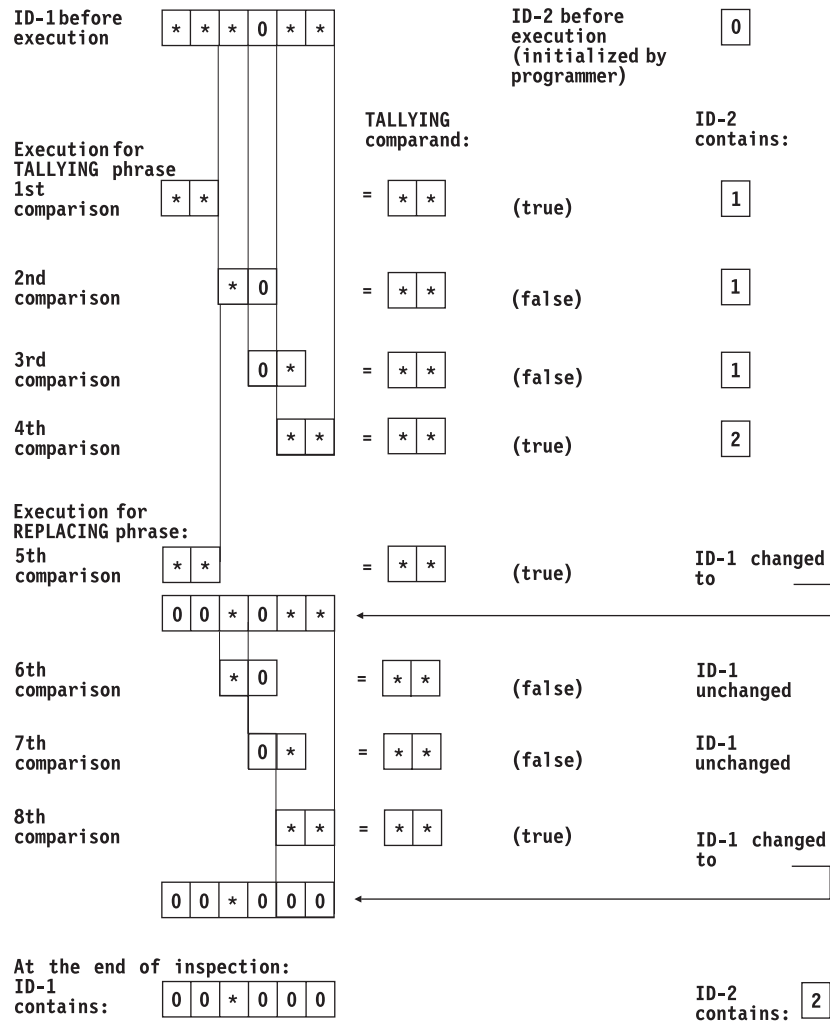 ID-1 before execution * * * 0 * *
ID-2 before execution (initialized by programmer) 0
TALLYING comparand:
ID-2 contains:
Execution for
TALLYING phrase
1st comparison * * = * * (true) 1
2nd comparison * 0 = * * (false) 1
3rd comparison 0 * = * * (false) 1
4th comparison * * = * * (true) 2
Execution for
REPLACING phrase:
5th comparison * * = * * (true) ID-1 changed to
0 0 * 0 * *
6th comparison * 0 = * * (false) ID-1 unchanged
7th comparison 0 * = * * (false) ID-1 unchanged
8th comparison * * = * * (true) ID-1 changed to
0 0 * 0 0 0
At the end of inspection:
ID-1 contains: 0 0 * 0 0 0
ID-2 contains: 2